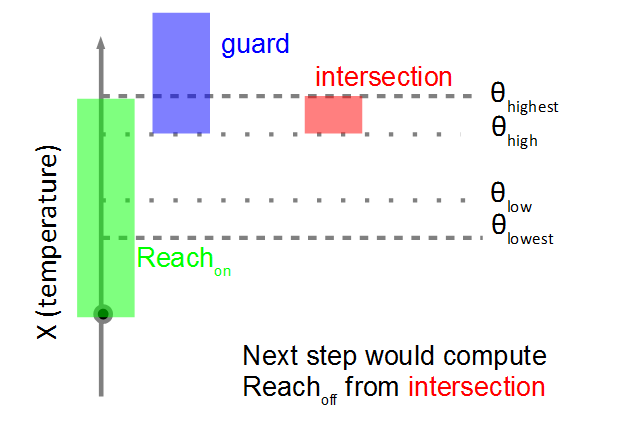 guard
intersection
θhighest
θhigh
θlow
θlowest
X (temperature)
Reachon
Next step would compute
Reachoff from intersection